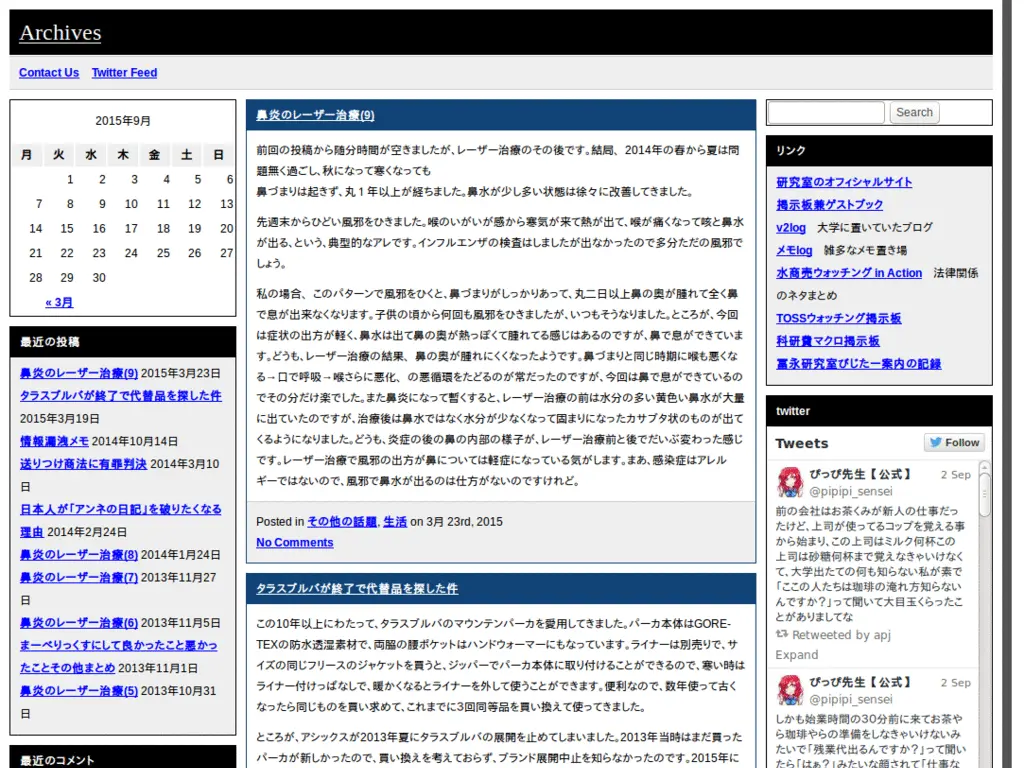 Archives
Contact Us Twitter Feed
2015年9月
月 火 水 木 金 土 日
1 2 3 4 5 6
7 8 9 10 11 12 13
14 15 16 17 18 19 20
21 22 23 24 25 26 27
28 29 30
« 3月
最近の投稿
鼻炎のレーザー治療(9) 2015年3月23日
タラスブルバが終了で代替品を探した件
2015年3月19日
情報漏洩メモ 2014年10月14日
送りつけ商法に有罪判決 2014年3月10
日
日本人が「アンネの日記」を破りたくなる
理由 2014年2月24日
鼻炎のレーザー治療(8) 2014年1月24日
鼻炎のレーザー治療(7) 2013年11月27
日
鼻炎のレーザー治療(6) 2013年11月5日
まーべりっくすにして良かったこと悪かっ
たことその他まとめ 2013年11月1日
鼻炎のレーザー治療(5) 2013年10月31
日
最近のコメント
鼻炎のレーザー治療(9)
前回の投稿から随分時間が空きましたが、レーザー治療のその後です。結局、2014年の春から夏は問
題無く過ごし、秋になって寒くなっても
鼻づまりは起きず、丸1年以上が経ちました。鼻水が少し多い状態は徐々に改善してきました。
先週末からひどい風邪をひきました。喉のいがいが感から寒気が来て熱が出て、喉が痛くなって咳と鼻水
が出る、という、典型的なアレです。インフルエンザの検査はしましたが出なかったので多分ただの風邪で
しょう。
私の場合、このパターンで風邪をひくと、鼻づまりがしっかりあって、丸二日以上鼻の奥が腫れて全く鼻
で息が出来なくなります。子供の頃から何回も風邪をひきましたが、いつもそうなりました。ところが、今回
は症状の出方が軽く、鼻水は出て鼻の奥が熱っぽくて腫れてる感じはあるのですが、鼻で息ができていま
す。どうも、レーザー治療の結果、鼻の奥が腫れにくくなったようです。鼻づまりと同じ時期に喉も悪くな
る→口で呼吸→喉さらに悪化、の悪循環をたどるのが常だったのですが、今回は鼻で息ができているの
でその分だけ楽でした。また鼻炎になって暫くすると、レーザー治療の前は水分の多い黄色い鼻水が大量
に出ていたのですが、治療後は鼻水ではなく水分が少なくなって固まりになったカサブタ状のものが出て
くるようになりました。どうも、炎症の後の鼻の内部の様子が、レーザー治療前と後でだいぶ変わった感じ
です。レーザー治療で風邪の出方が鼻については軽症になっている気がします。まあ、感染症はアレル
ギーではないので、風邪で鼻水が出るのは仕方がないのですけれど。
Posted in その他の話題, 生活 on 3月 23rd, 2015
No Comments
タラスブルバが終了で代替品を探した件
この10年以上にわたって、タラスブルバのマウンテンパーカを愛用してきました。パーカ本体はGORE-
TEXの防水透湿素材で、両脇の腰ポケットはハンドウォーマーにもなっています。ライナーは別売りで、サ
イズの同じフリースのジャケットを買うと、ジッパーでパーカ本体に取り付けることができるので、寒い時は
ライナー付けっぱなしで、暖かくなるとライナーを外して使うことができます。便利なので、数年使って古く
なったら同じものを買い求めて、これまでに3回同等品を買い換えて使ってきました。
ところが、アシックスが2013年夏にタラスブルバの展開を止めてしまいました。2013年当時はまだ買った
パーカが新しかったので、買い換えを考えておらず、ブランド展開中止を知らなかったのです。2015年に
Search
リンク
研究室のオフィシャルサイト
掲示板兼ゲストブック
v2log 大学に置いていたブログ
メモlog 雑多なメモ置き場
水商売ウォッチング in Action 法律関係
のネタまとめ
TOSSウォッチング掲示板
科研費マクロ掲示板
冨永研究室びじたー案内の記録
twitter
Tweets Follow
ぴっぴ先生【公式】 2 Sep
@pipipi_sensei
前の会社はお茶くみが新人の仕事だっ
たけど、上司が使ってるコップを覚える事
から始まり、この上司はミルク何杯この
上司は砂糖何杯まで覚えなきゃいけなく
て、大学出たての何も知らない私が素で
「ここの人たちは珈琲の淹れ方知らない
んですか？」って聞いて大目玉くらったこ
とがありましてな
Retweeted by apj
Expand
ぴっぴ先生【公式】 2 Sep
@pipipi_sensei
しかも始業時間の30分前に来てお茶や
ら珈琲やらの準備をしなきゃいけないみ
たいで「残業代出るんですか？」って聞い
たら「はぁ？」みたいな顔されて「仕事な